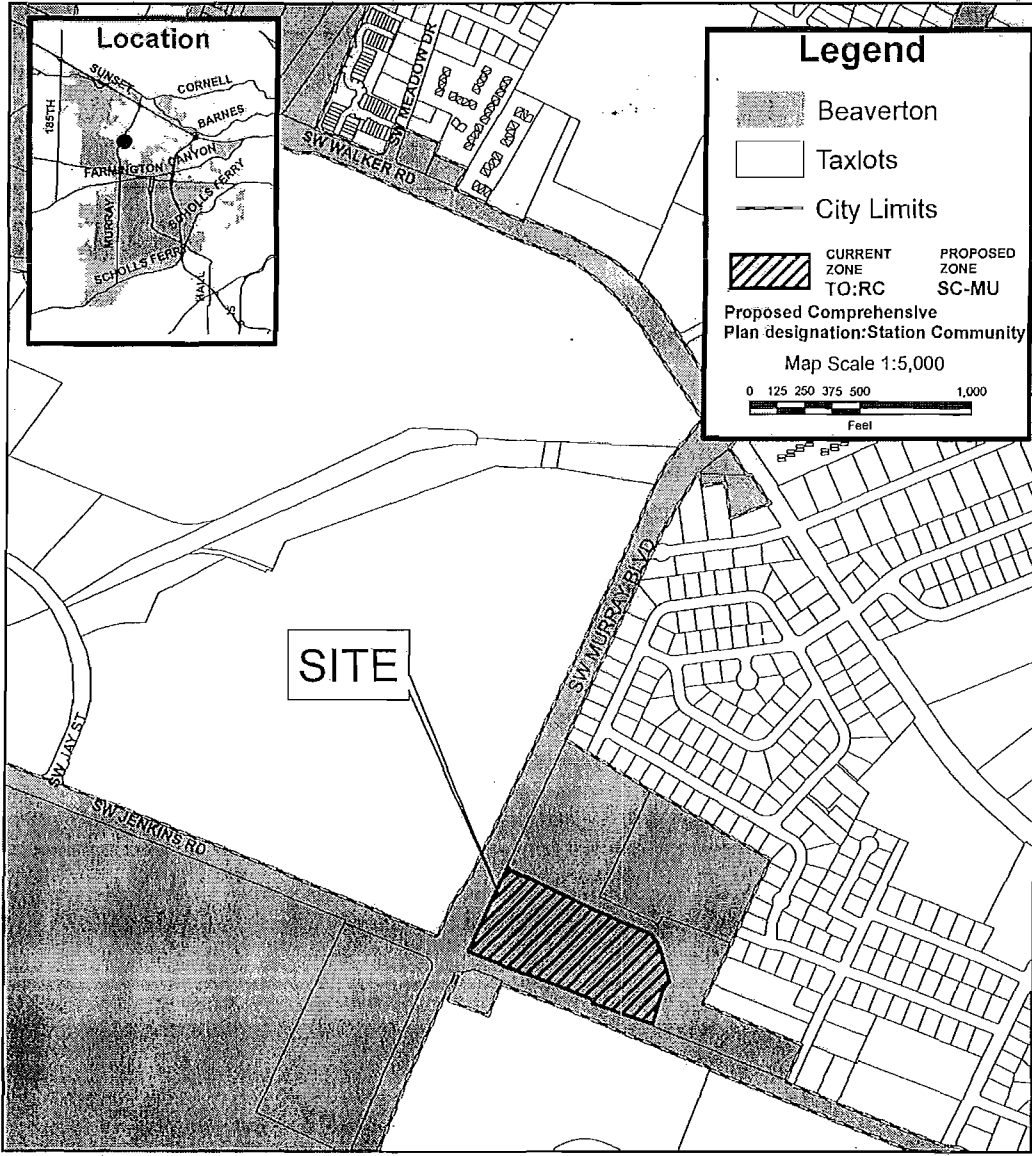 Location
SUNSET
CORNELL
BARNES
185TH
CANYON
FARMINGTON
MURRAY
SCHOLLS FERRY
SCHOLLS FERRY
HALL
SW MEADOW DR
SW WALKER RD
Legend
Beaverton
Taxlots
City Limits
CURRENT ZONE TO:RC
PROPOSED ZONE SC-MU
Proposed Comprehensive
Plan designation:Station Community
Map Scale 1:5,000
0 125 250 375 500 1,000
Feet
SW MURRAY BLVD
SITE
SW JAY ST
SW JENKINS RD